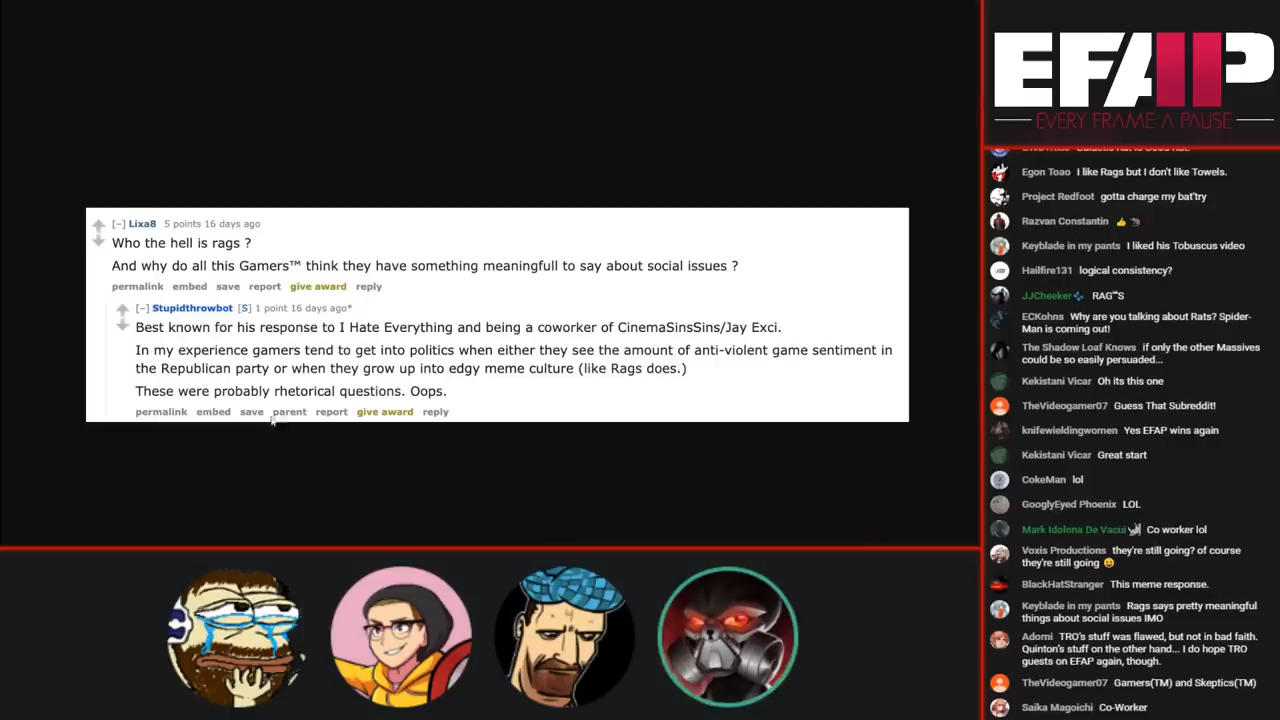 [–] Lixa8 5 points 16 days ago
Who the hell is rags ?
And why do all this Gamers™ think they have something meaningfull to say about social issues ?
permalink embed save report give award reply
[–] Stupidthrowbot [S] 1 point 16 days ago*
Best known for his response to I Hate Everything and being a coworker of CinemaSinsSins/Jay Exci.
In my experience gamers tend to get into politics when either they see the amount of anti-violent game sentiment in
the Republican party or when they grow up into edgy meme culture (like Rags does.)
These were probably rhetorical questions. Oops.
permalink embed save parent report give award reply
EFAP
EVERY FRAME A PAUSE
Egon Toao I like Rags but I don't like Towels.
Project Redfoot gotta charge my bat'try
Razvan Constantin 👍
Keyblade in my pants I liked his Tobuscus video
Hailfire131 logical consistency?
JJCheeker RAG™S
ECKohns Why are you talking about Rats? Spider-
Man is coming out!
The Shadow Loaf Knows if only the other Massives
could be so easily persuaded...
Kekistani Vicar Oh its this one
TheVideogamer07 Guess That Subreddit!
knifewieldingwomen Yes EFAP wins again
Kekistani Vicar Great start
CokeMan lol
GooglyEyed Phoenix LOL
Mark Idolona De Vacui Co worker lol
Voxis Productions they're still going? of course
they're still going 😆
BlackHatStranger This meme response.
Keyblade in my pants Rags says pretty meaningful
things about social issues IMO
Adorni TRO's stuff was flawed, but not in bad faith.
Quinton's stuff on the other hand... I do hope TRO
guests on EFAP again, though.
TheVideogamer07 Gamers(TM) and Skeptics(TM)
Saika Magoichi Co-Worker